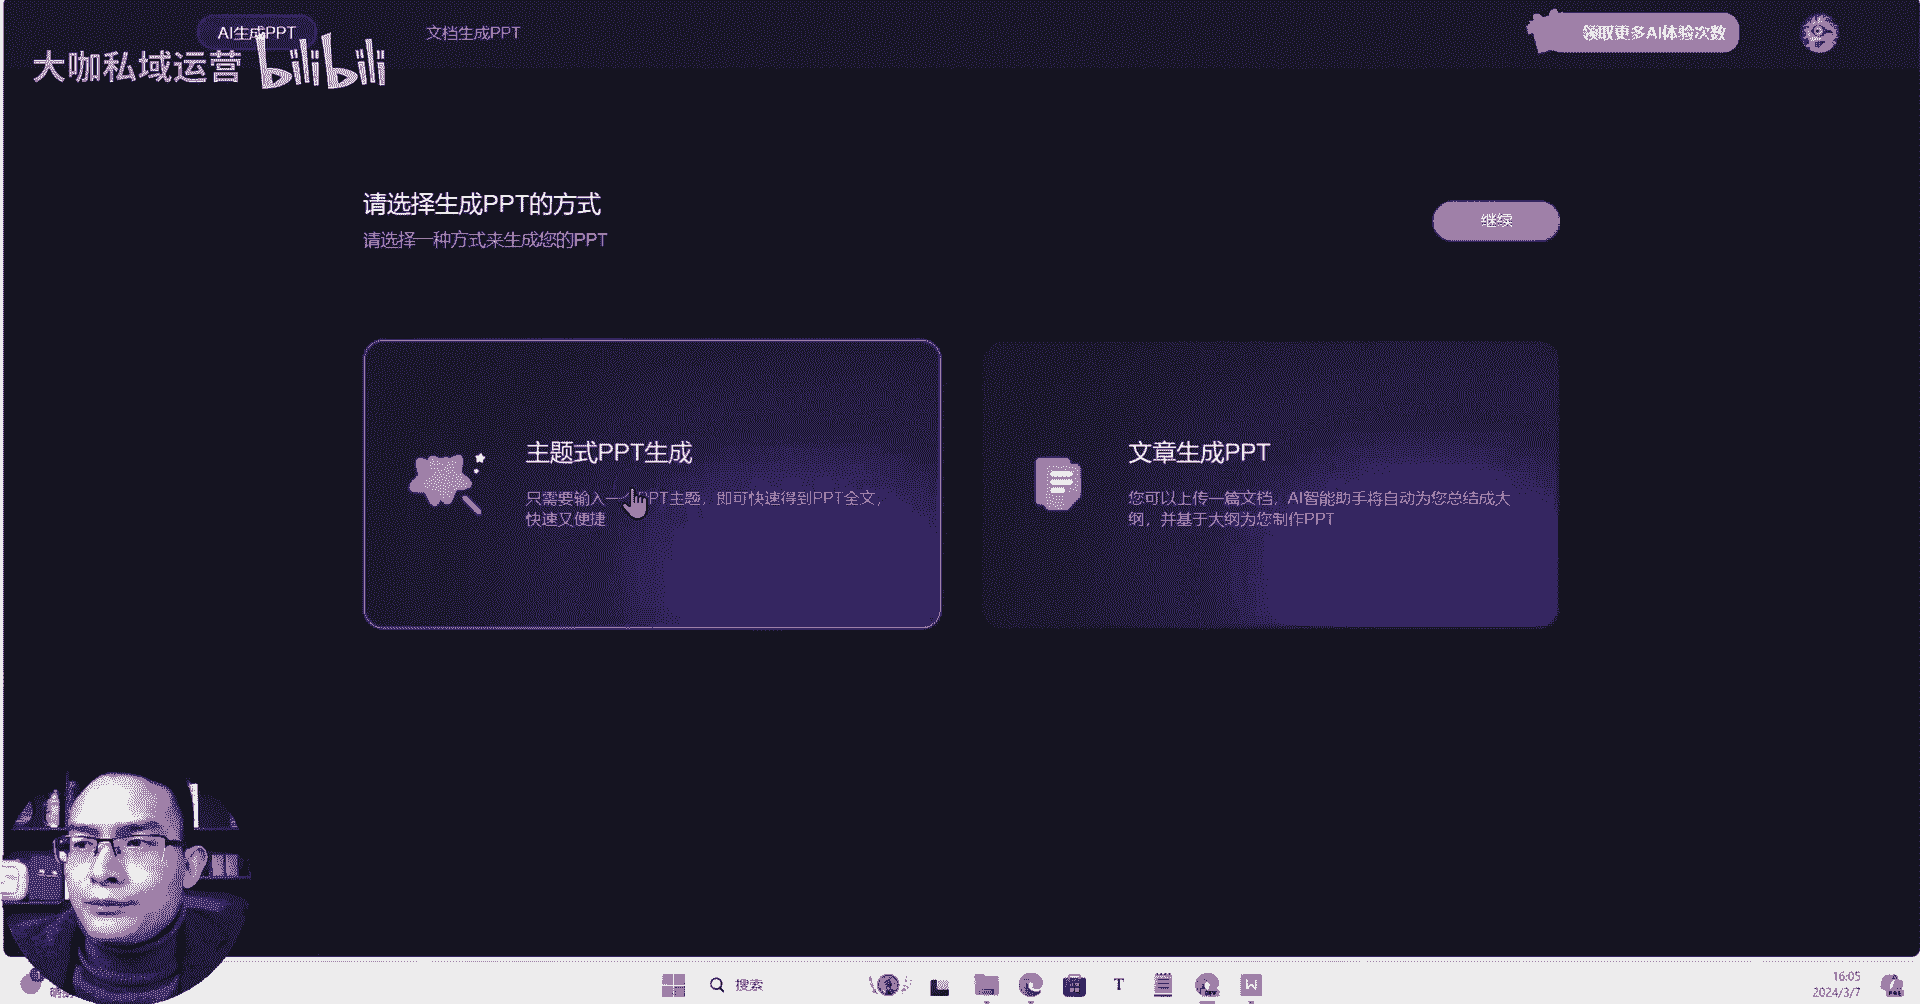 AI生成PPT
文档生成PPT
领取更多AI体验次数
大咖私域运营 bilibili
请选择生成PPT的方式
请选择一种方式来生成您的PPT
继续
主题式PPT生成
只需要输入一个PPT主题，即可快速得到PPT全文，
快速又便捷
文章生成PPT
您可以上传一篇文档，AI智能助手将自动为您总结成大
纲，并基于大纲为您制作PPT
搜索
16:05
2024/3/7